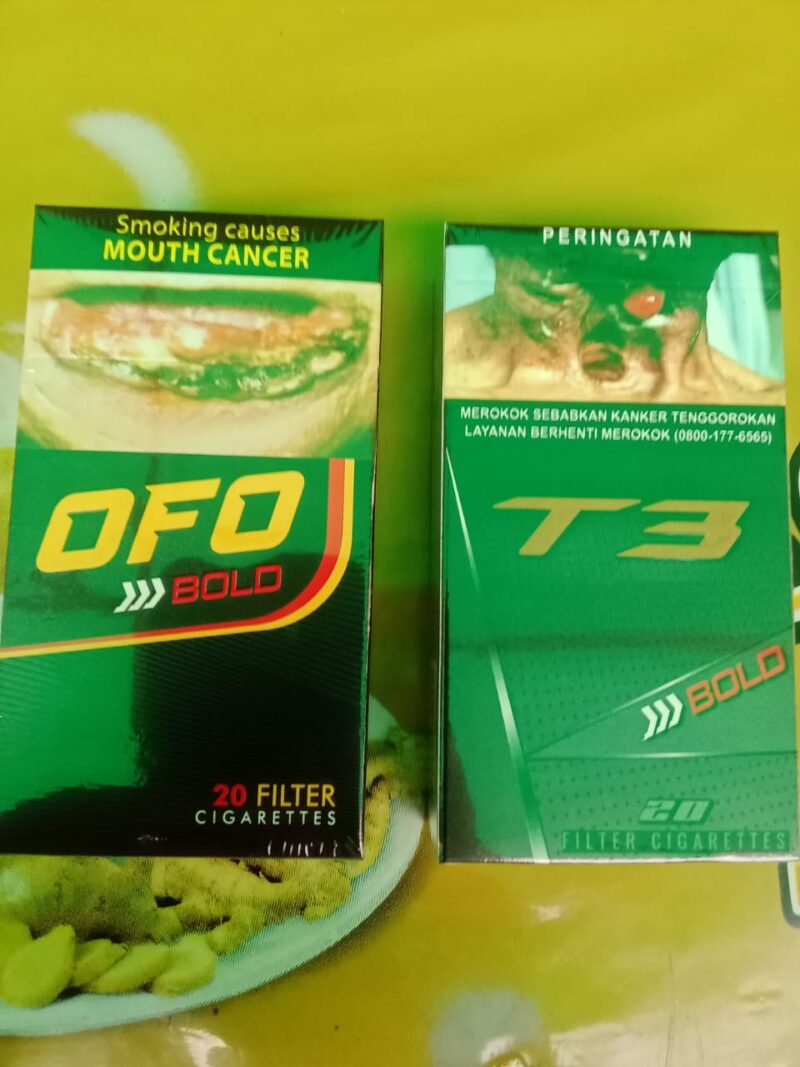 Smoking causes
MOUTH CANCER
OFO
BOLD
20 FILTER
CIGARETTES
PERINGATAN
MEROKOK SEBABKAN KANKER TENGGOROKAN
LAYANAN BERHENTI MEROKOK (0800-177-6565)
T3
BOLD
20
FILTER CIGARETTES